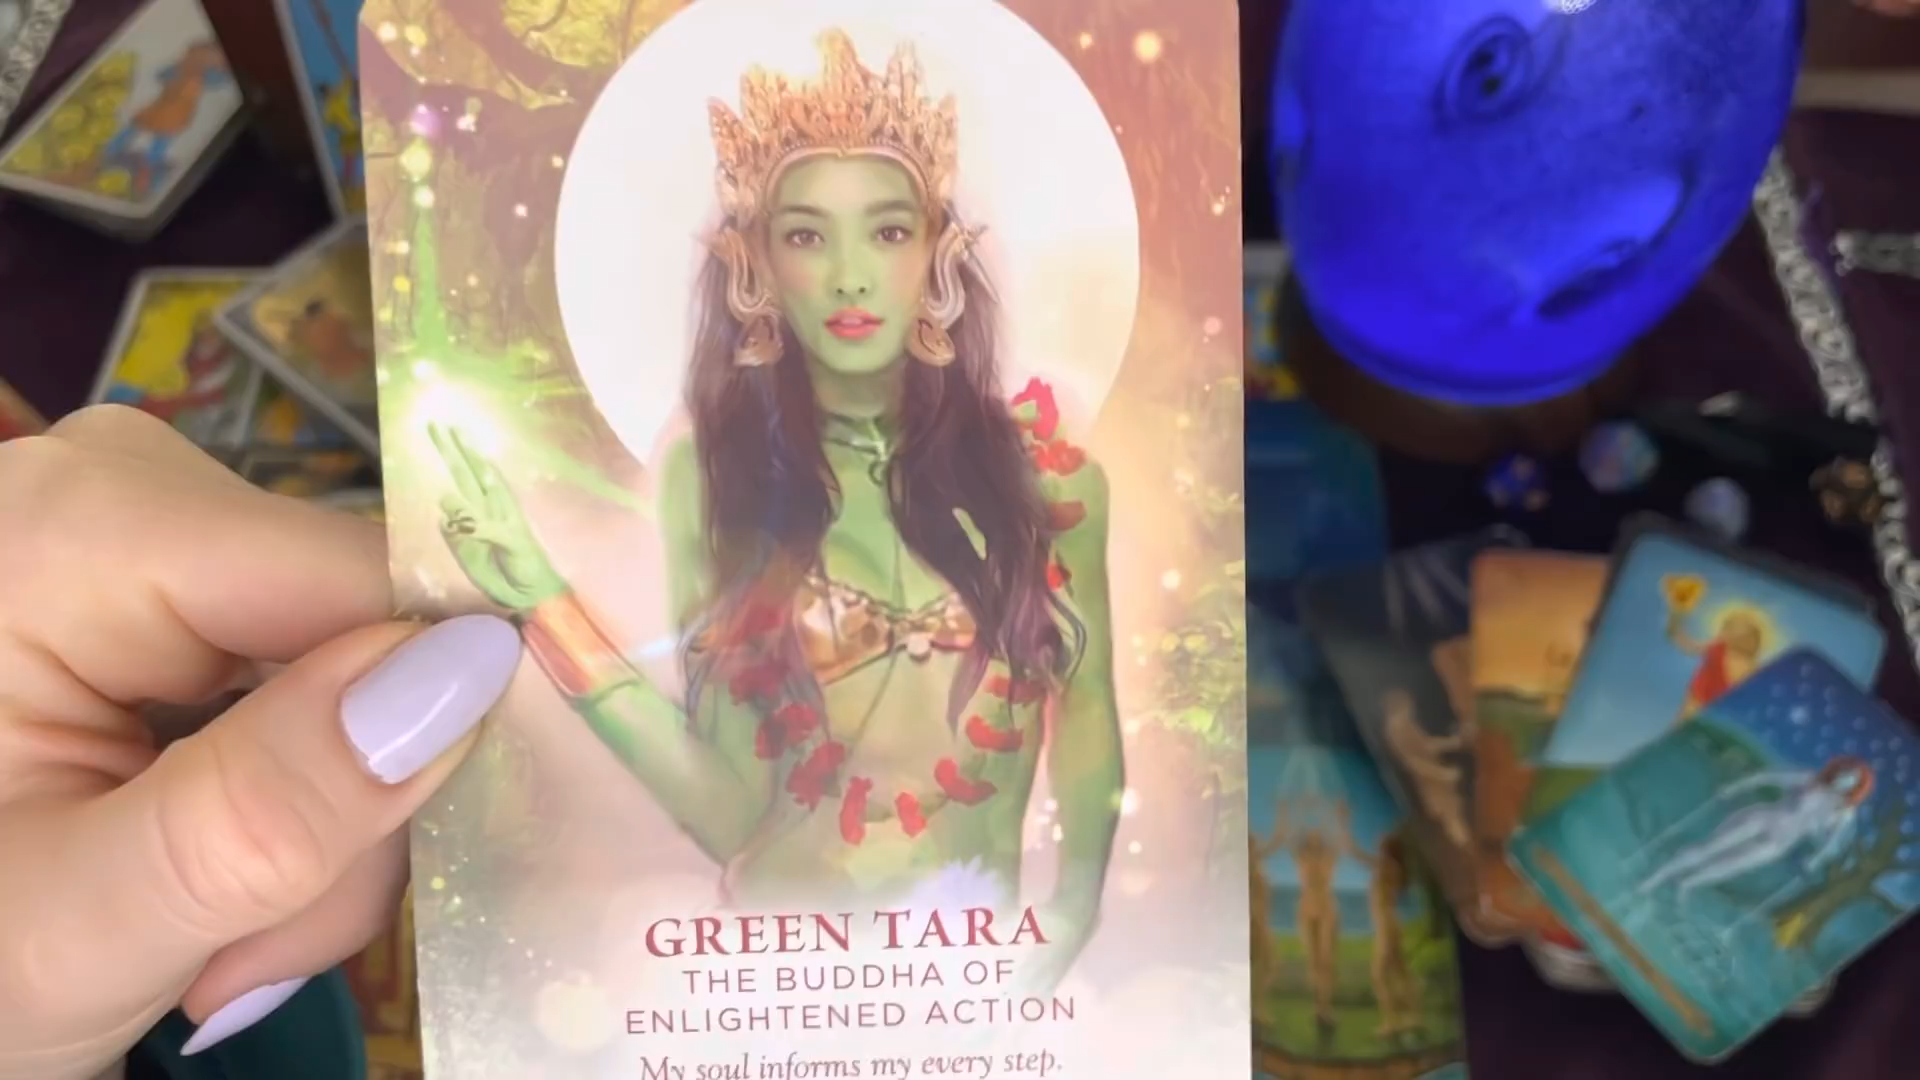 GREEN TARA
THE BUDDHA OF
ENLIGHTENED ACTION
My soul informs my every step.